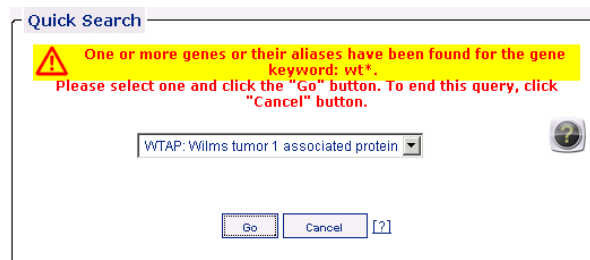 Quick Search
One or more genes or their aliases have been found for the gene
keyword: wt*.
Please select one and click the "Go" button. To end this query, click
"Cancel" button.
WTAP: Wilms tumor 1 associated protein
?
Go Cancel [?]